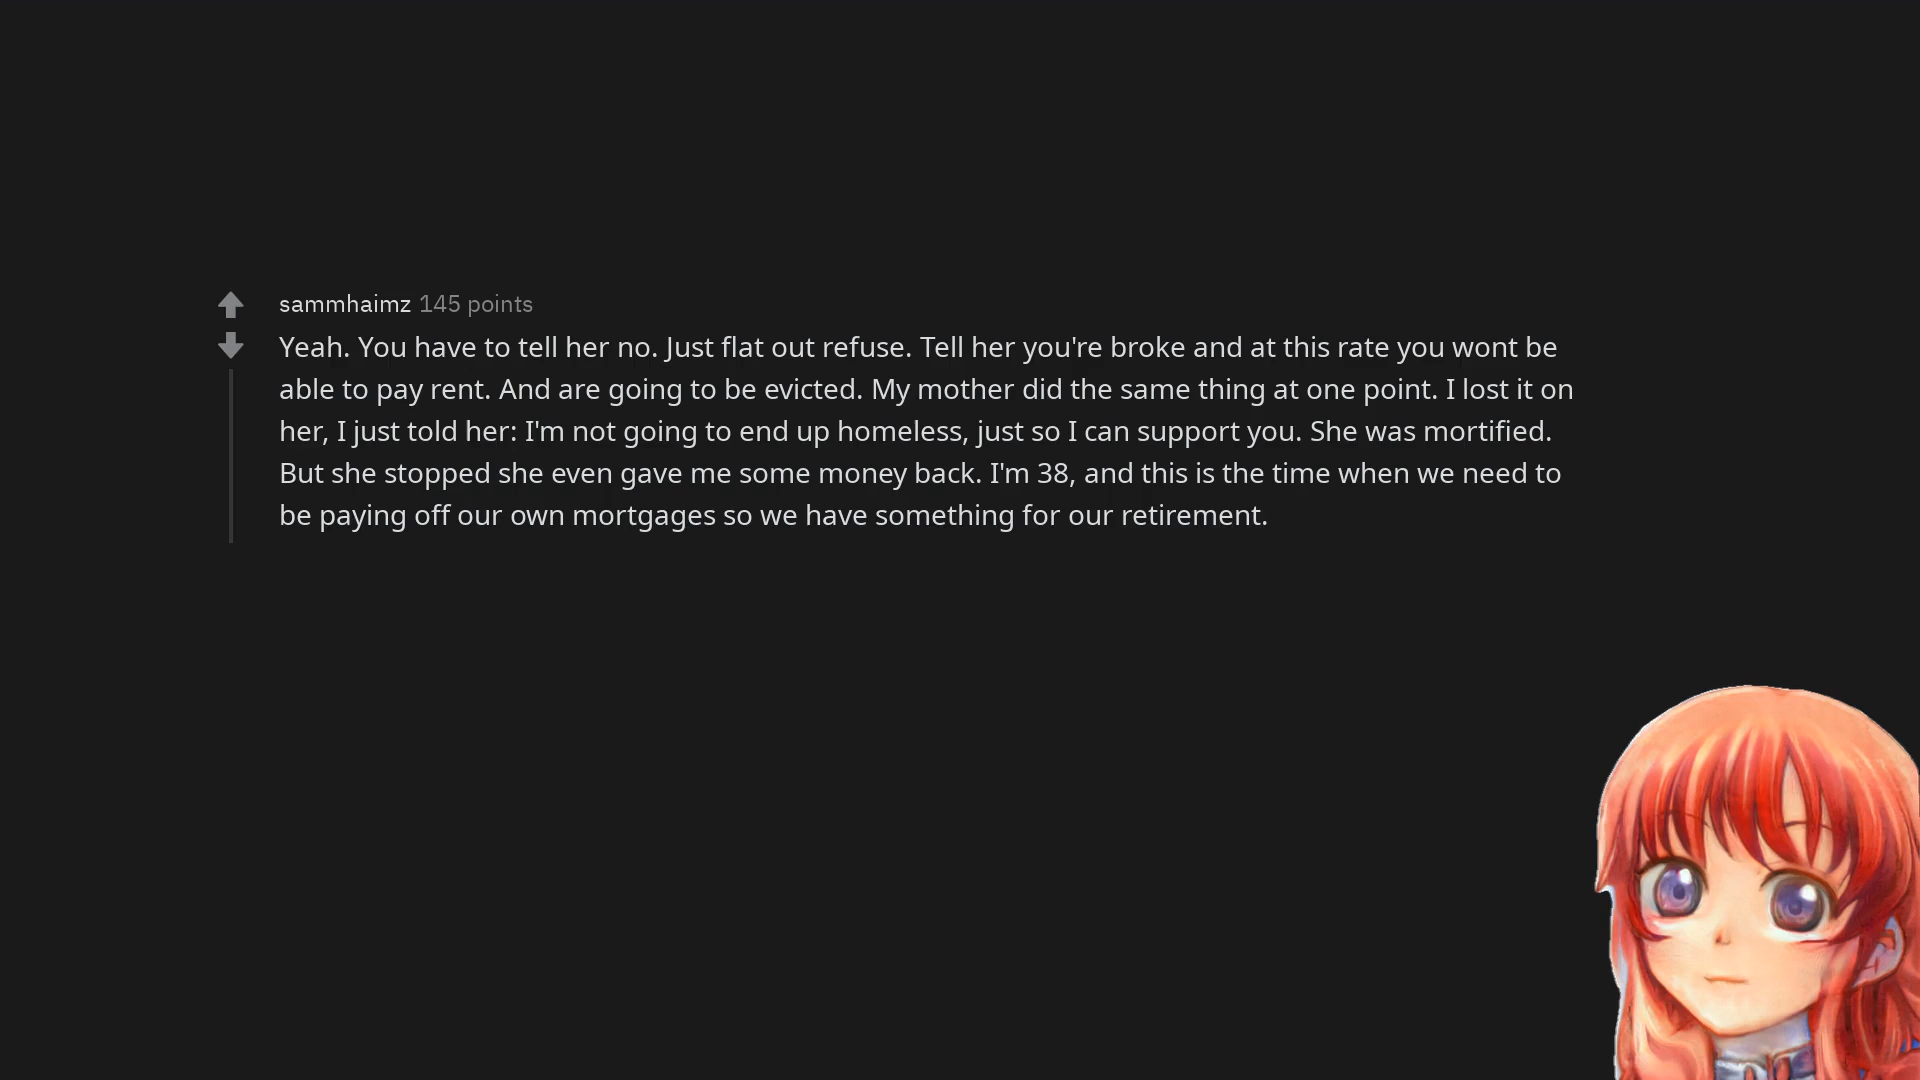 sammhaimz 145 points
Yeah. You have to tell her no. Just flat out refuse. Tell her you're broke and at this rate you wont be
able to pay rent. And are going to be evicted. My mother did the same thing at one point. I lost it on
her, I just told her: I'm not going to end up homeless, just so I can support you. She was mortified.
But she stopped she even gave me some money back. I'm 38, and this is the time when we need to
be paying off our own mortgages so we have something for our retirement.